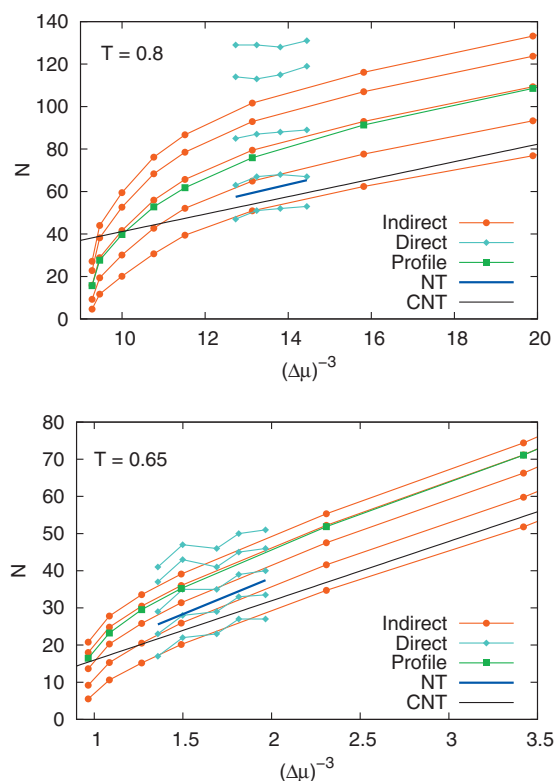 140
120
100
80
60
40
20
0
N
T = 0.8
Indirect
Direct
Profile
NT
CNT
10 12 14 16 18 20
(Δμ)⁻³
80
70
60
50
40
30
20
10
0
N
T = 0.65
Indirect
Direct
Profile
NT
CNT
1 1.5 2 2.5 3 3.5
(Δμ)⁻³